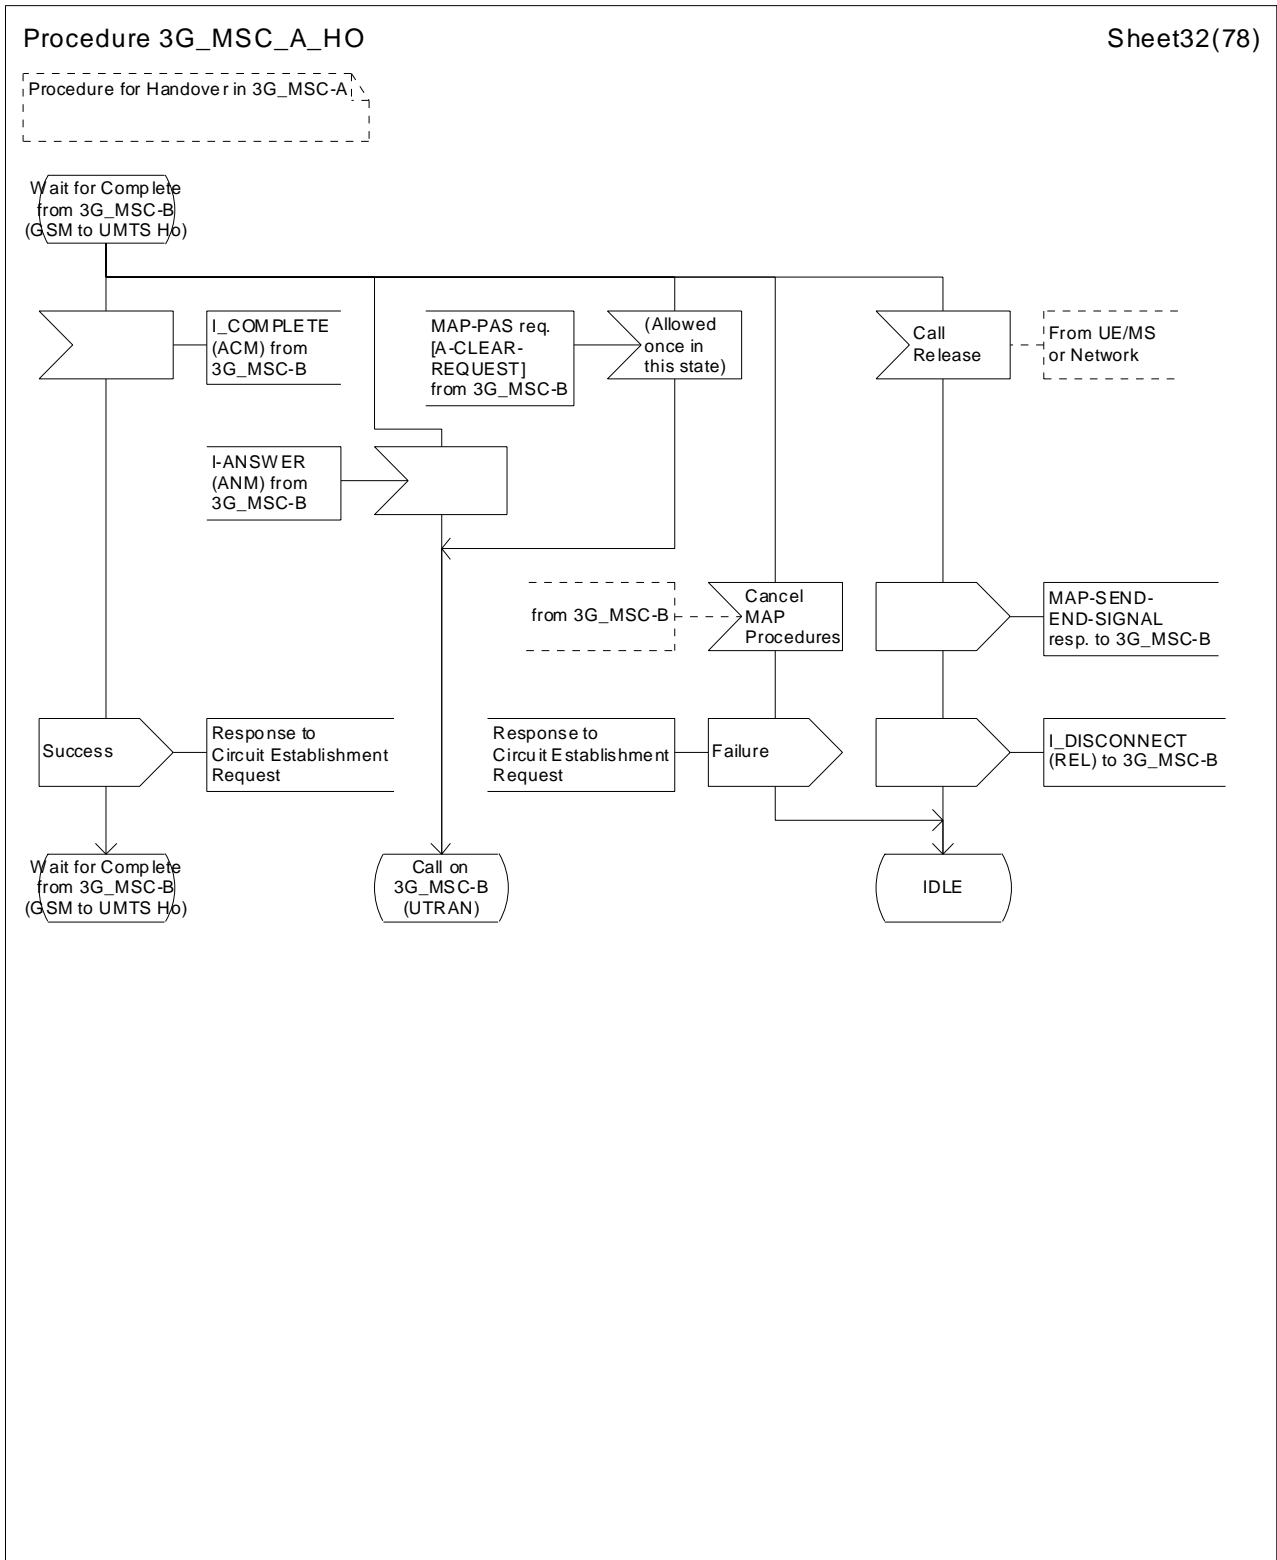 Procedure 3G_MSC_A_HO
Sheet32(78)
Procedure for Handover in 3G_MSC-A
Wait for Complete
from 3G_MSC-B
(GSM to UMTS Ho)
I_COMPLETE
(ACM) from
3G_MSC-B
MAP-PAS req.
[A-CLEAR-
REQUEST]
from 3G_MSC-B
(Allowed
once in
this state)
Call
Release
From UE/MS
or Network
I-ANSWER
(ANM) from
3G_MSC-B
from 3G_MSC-B
Cancel
MAP
Procedures
MAP-SEND-
END-SIGNAL
resp. to 3G_MSC-B
Success
Response to
Circuit Establishment
Request
Response to
Circuit Establishment
Request
Failure
I_DISCONNECT
(REL) to 3G_MSC-B
Wait for Complete
from 3G_MSC-B
(GSM to UMTS Ho)
Call on
3G_MSC-B
(UTRAN)
IDLE